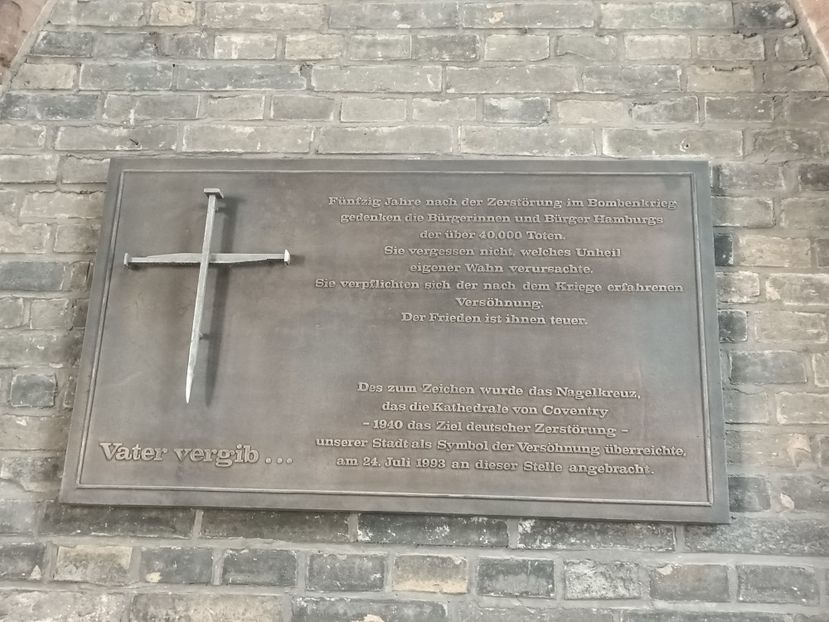 Fünfzig Jahre nach der Zerstörung im Bombenkrieg
gedenken die Bürgerinnen und Bürger Hamburgs
der über 40.000 Toten.
Sie vergessen nicht, welches Unheil
eigener Wahn verursachte.
Sie verpflichten sich der nach dem Kriege erfahrenen
Versöhnung.
Der Frieden ist ihnen teuer.
Des zum Zeichen wurde das Nagelkreuz,
das die Kathedrale von Coventry
- 1940 das Ziel deutscher Zerstörung -
unserer Stadt als Symbol der Versöhnung überreichte,
am 24. Juli 1993 an dieser Stelle angebracht.
Vater vergib ...